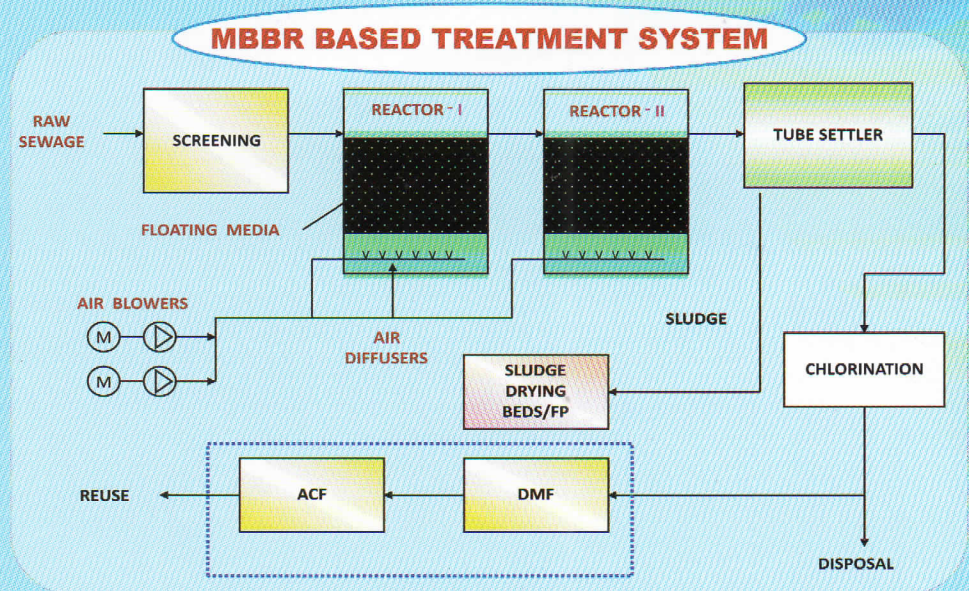 MBBR BASED TREATMENT SYSTEM
RAW
SEWAGE
SCREENING
REACTOR - I
REACTOR - II
TUBE SETTLER
FLOATING MEDIA
V V V V V V
V V V V V V
AIR BLOWERS
M
M
AIR
DIFFUSERS
SLUDGE
SLUDGE
DRYING
BEDS/FP
CHLORINATION
REUSE
ACF
DMF
DISPOSAL